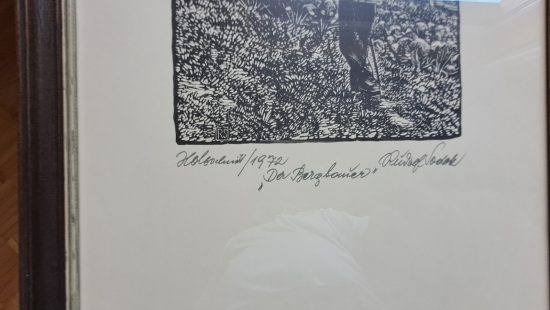 Holzschnitt/1972 „Der Bergbauer" Rudolf